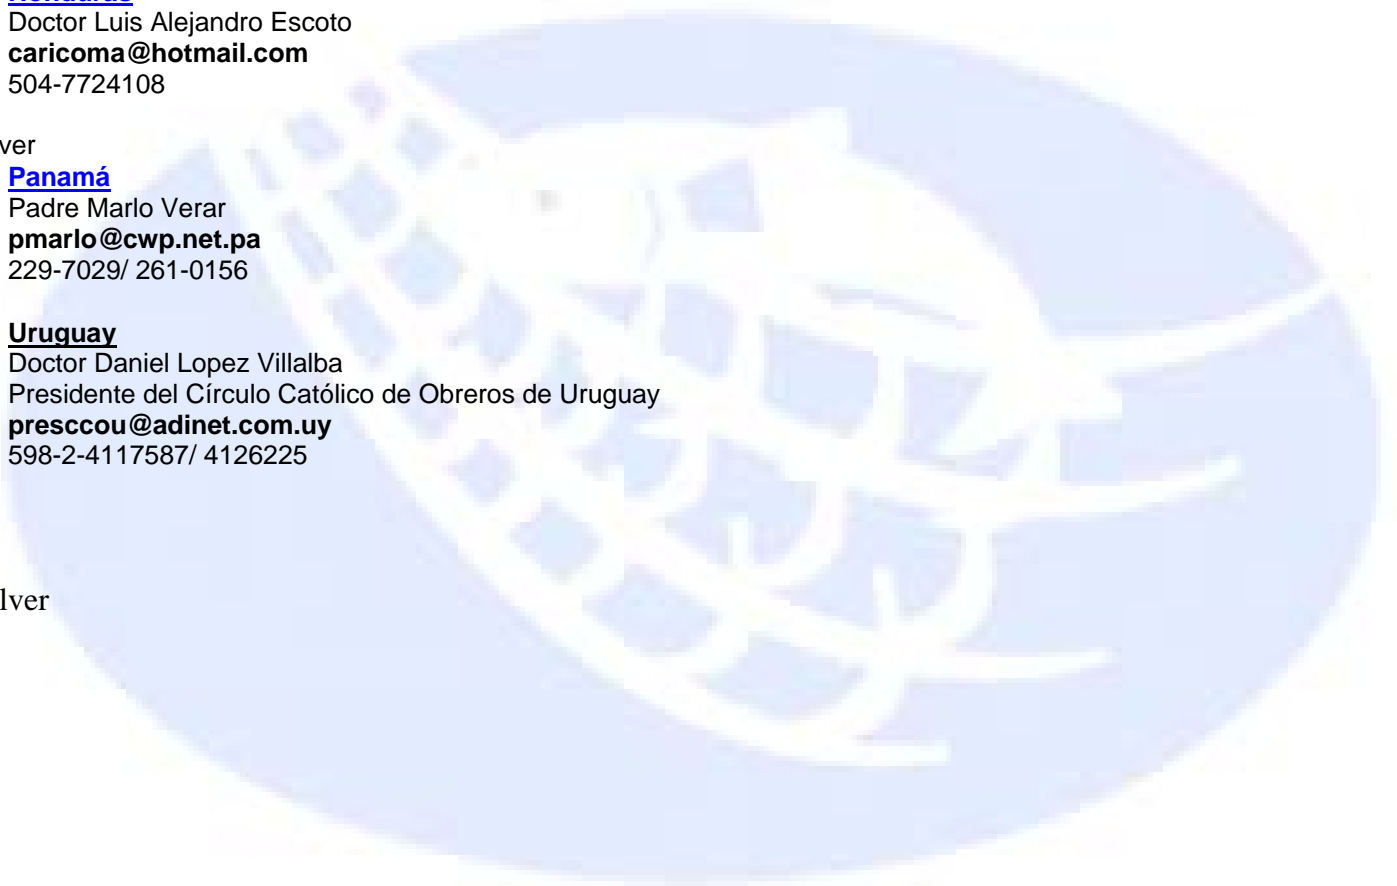 Honduras
Doctor Luis Alejandro Escoto
caricoma@hotmail.com
504-7724108
ver
Panamá
Padre Marlo Verar
pmarlo@cwp.net.pa
229-7029/ 261-0156
Uruguay
Doctor Daniel Lopez Villalba
Presidente del Círculo Católico de Obreros de Uruguay
presccou@adinet.com.uy
598-2-4117587/ 4126225
lver